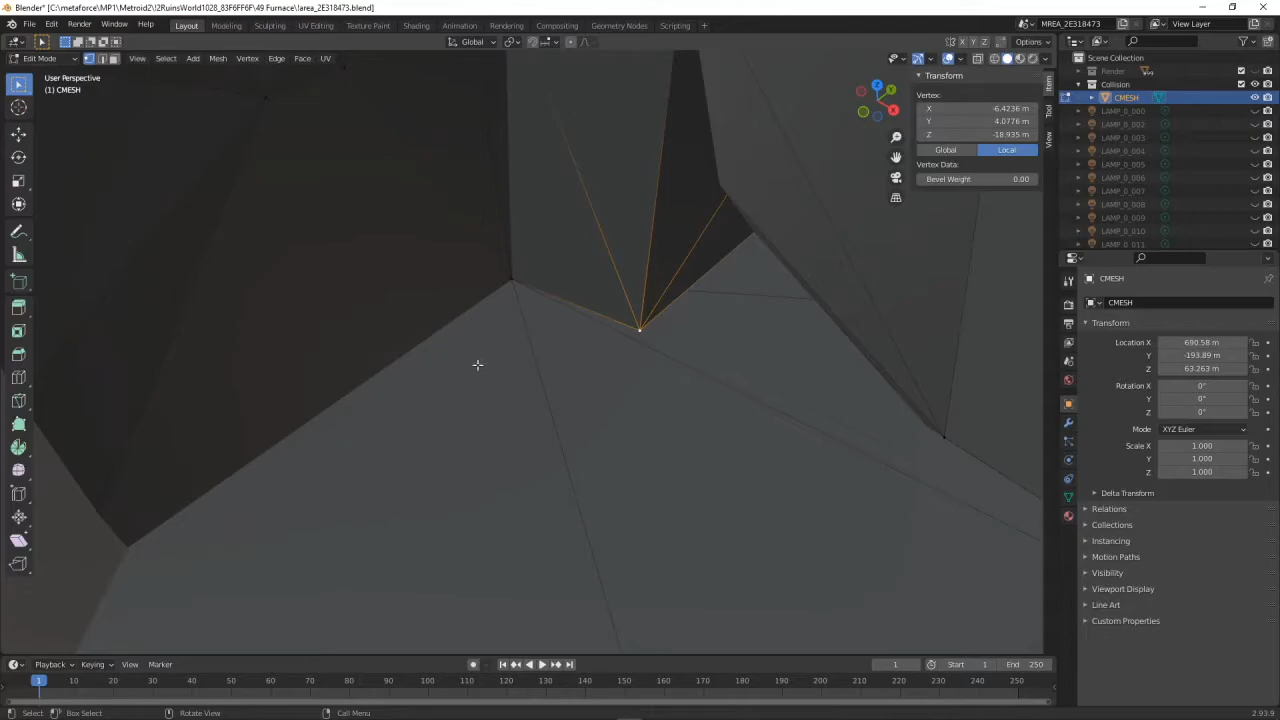 Blender* [C:\metaforce\MP1\Metroid2\!2RuinsWorld1028_83F6FF6F\49 Furnace\!area_2E318473.blend]
File Edit Render Window Help Layout Modeling Sculpting UV Editing Texture Paint Shading Animation Rendering Compositing Geometry Nodes Scripting + MREA_2E318473 View Layer
Global X Y Z Options
Edit Mode View Select Add Mesh Vertex Edge Face UV
User Perspective
(1) CMESH
Z
Y
X
Transform
Vertex:
X -6.4236 m
Y 4.0776 m
Z -18.935 m
Global Local
Vertex Data:
Bevel Weight 0.00
Item
Tool
View
Scene Collection
Render
Collision
CMESH
LAMP_0_000
LAMP_0_002
LAMP_0_003
LAMP_0_004
LAMP_0_005
LAMP_0_006
LAMP_0_007
LAMP_0_008
LAMP_0_009
LAMP_0_010
LAMP_0_011
CMESH
CMESH
Transform
Location X 690.58 m
Y -193.89 m
Z 63.263 m
Rotation X 0°
Y 0°
Z 0°
Mode XYZ Euler
Scale X 1.000
Y 1.000
Z 1.000
Delta Transform
Relations
Collections
Instancing
Motion Paths
Visibility
Viewport Display
Line Art
Custom Properties
Playback Keying View Marker 1 Start 1 End 250
1 10 20 30 40 50 60 70 80 90 100 110 120 130 140 150 160 170 180 190 200 210 220 230 240 250
Select Box Select Rotate View Call Menu 2.93.9